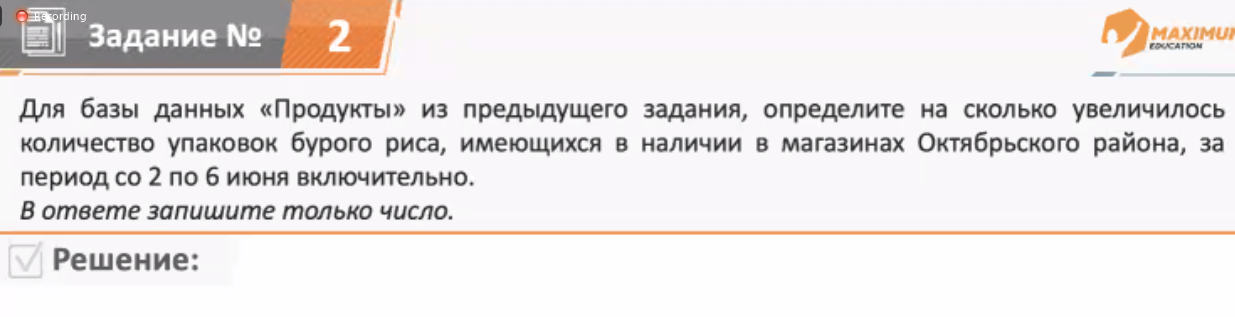 Recording
Задание № 2
MAXIMUM
EDUCATION
Для базы данных «Продукты» из предыдущего задания, определите на сколько увеличилось
количество упаковок бурого риса, имеющихся в наличии в магазинах Октябрьского района, за
период со 2 по 6 июня включительно.
В ответе запишите только число.
Решение: